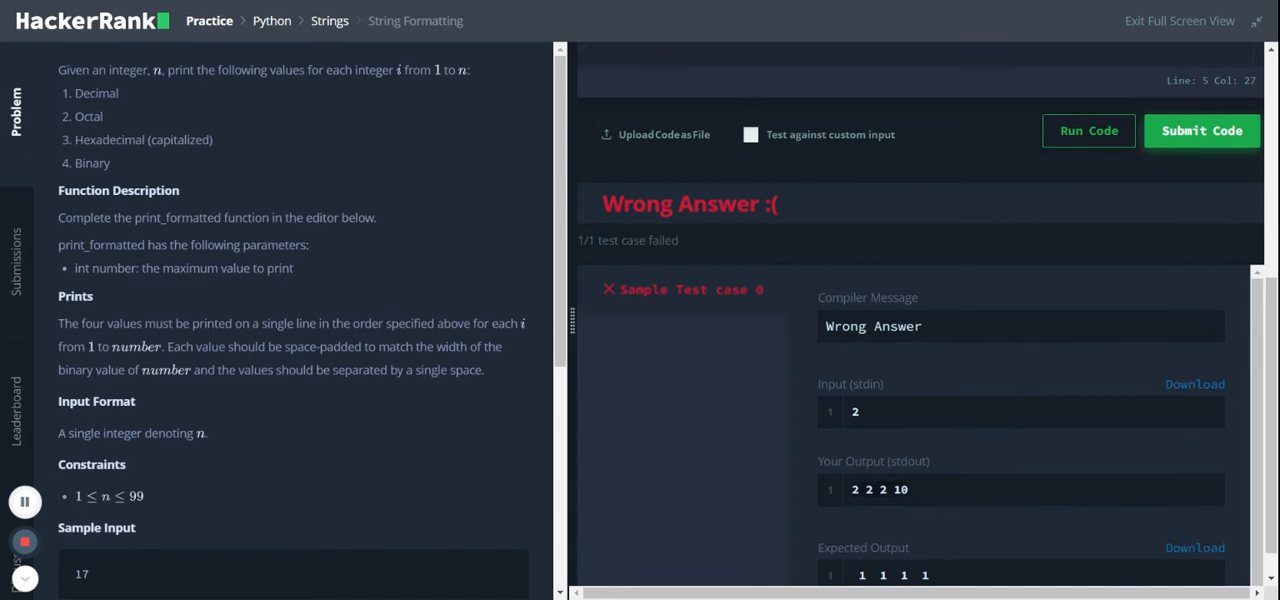 HackerRank Practice > Python > Strings > String Formatting Exit Full Screen View
Problem
Submissions
Leaderboard
Given an integer, n, print the following values for each integer i from 1 to n:
1. Decimal
2. Octal
3. Hexadecimal (capitalized)
4. Binary
Function Description
Complete the print_formatted function in the editor below.
print_formatted has the following parameters:
• int number: the maximum value to print
Prints
The four values must be printed on a single line in the order specified above for each i
from 1 to number. Each value should be space-padded to match the width of the
binary value of number and the values should be separated by a single space.
Input Format
A single integer denoting n.
Constraints
• 1 ≤ n ≤ 99
Sample Input
17
Line: 5 Col: 27
Upload Code as File Test against custom input Run Code Submit Code
Wrong Answer :(
1/1 test case failed
Sample Test case 0
Compiler Message
Wrong Answer
Input (stdin) Download
1 2
Your Output (stdout)
1 2 2 2 10
Expected Output Download
1 1 1 1 1